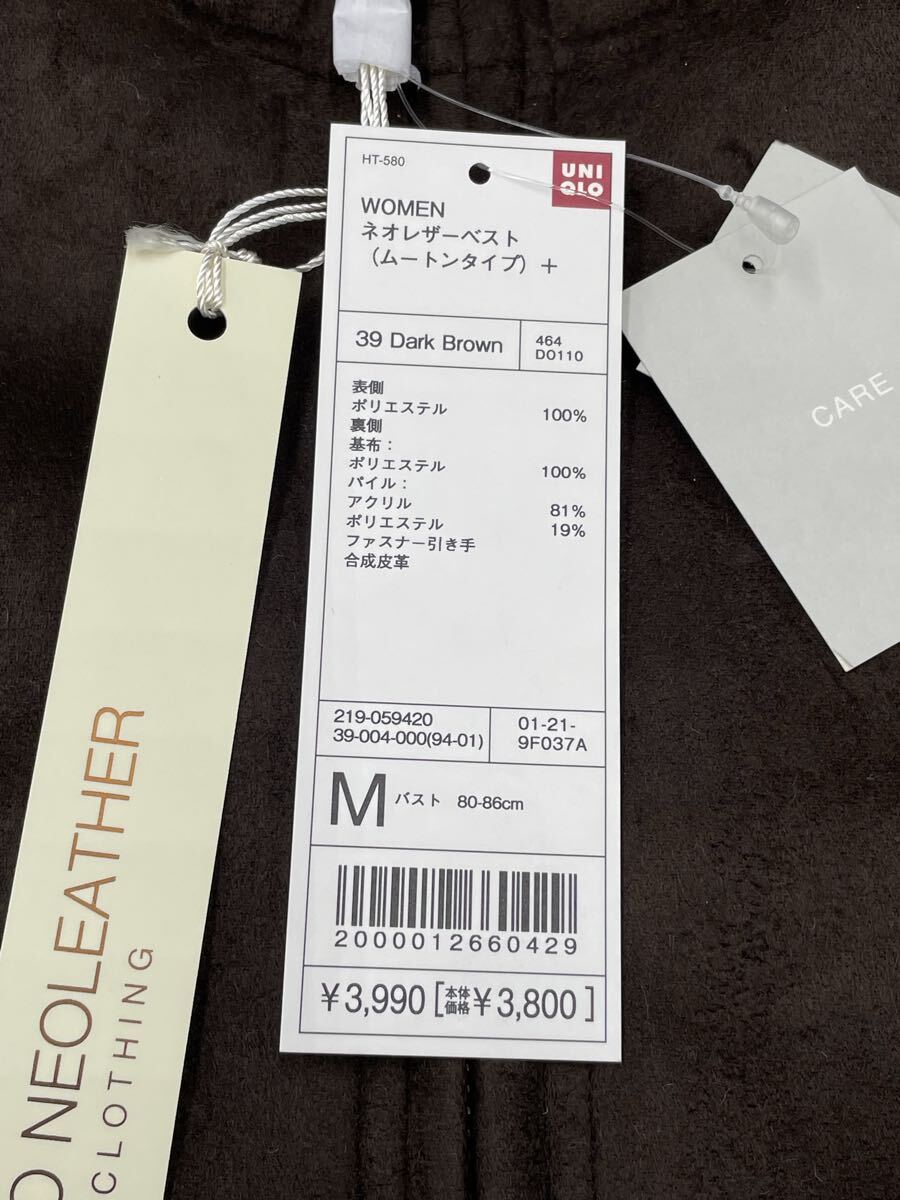 HT-580
UNI
QLO
WOMEN
ネオレザーベスト
（ムートンタイプ）＋
39 Dark Brown
464
DO110
表側
ポリエステル 100%
裏側
基布：
ポリエステル 100%
パイル：
アクリル 81%
ポリエステル 19%
ファスナー引き手
合成皮革
219-059420
39-004-000(94-01)
01-21-
9F037A
M バスト 80-86cm
2000012660429
¥3,990 [本体価格¥3,800]
O NEOLEATHER
CLOTHING
CARE